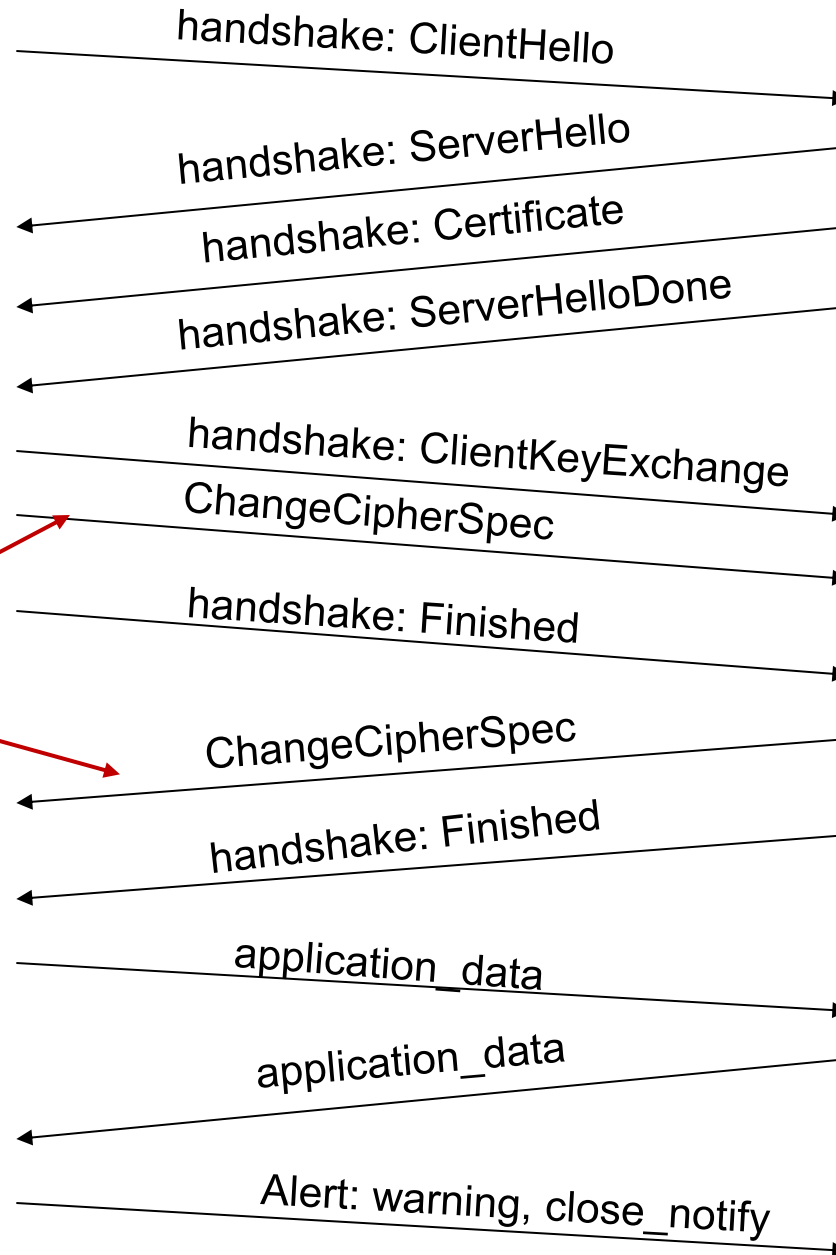 handshake: ClientHello
handshake: ServerHello
handshake: Certificate
handshake: ServerHelloDone
handshake: ClientKeyExchange
ChangeCipherSpec
handshake: Finished
ChangeCipherSpec
handshake: Finished
application_data
application_data
Alert: warning, close_notify